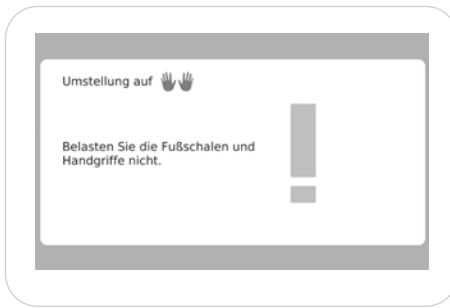 Umstellung auf
Belasten Sie die Fußschalen und
Handgriffe nicht.